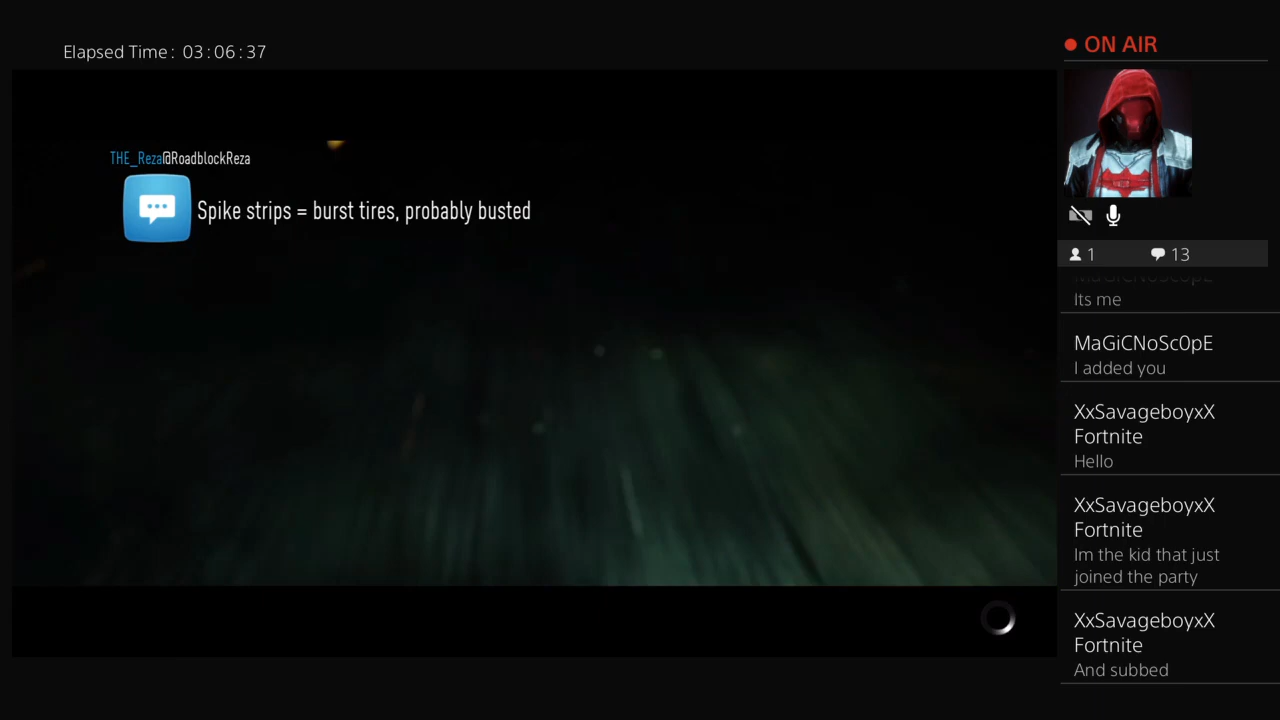 Elapsed Time: 03:06:37
ON AIR
THE_Reza@RoadblockReza
Spike strips = burst tires, probably busted
1 13
MaGiCNoSc0pE
Its me
MaGiCNoSc0pE
I added you
XxSavageboyxX
Fortnite
Hello
XxSavageboyxX
Fortnite
Im the kid that just
joined the party
XxSavageboyxX
Fortnite
And subbed